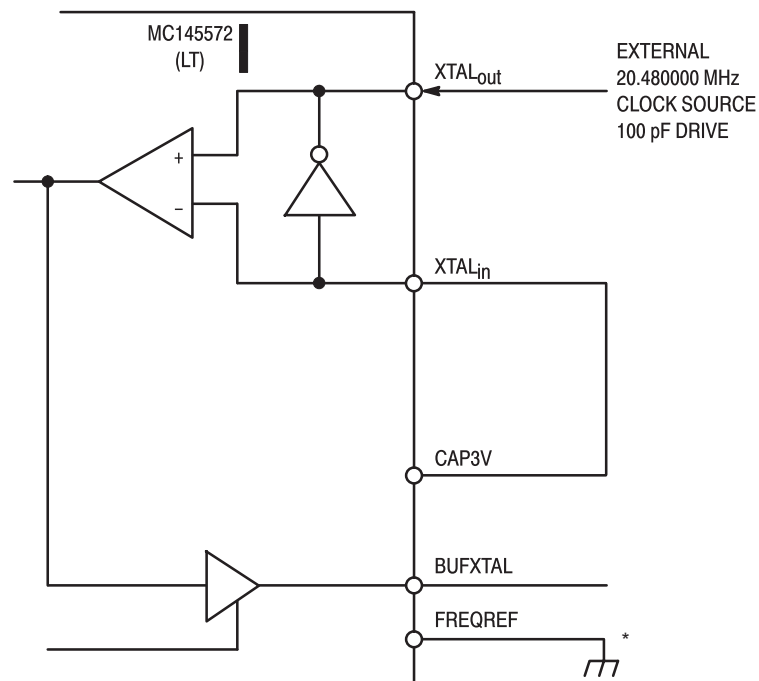 MC145572
(LT)
XTALout
EXTERNAL
20.480000 MHz
CLOCK SOURCE
100 pF DRIVE
+
−
XTALin
CAP3V
BUFXTAL
FREQREF
*